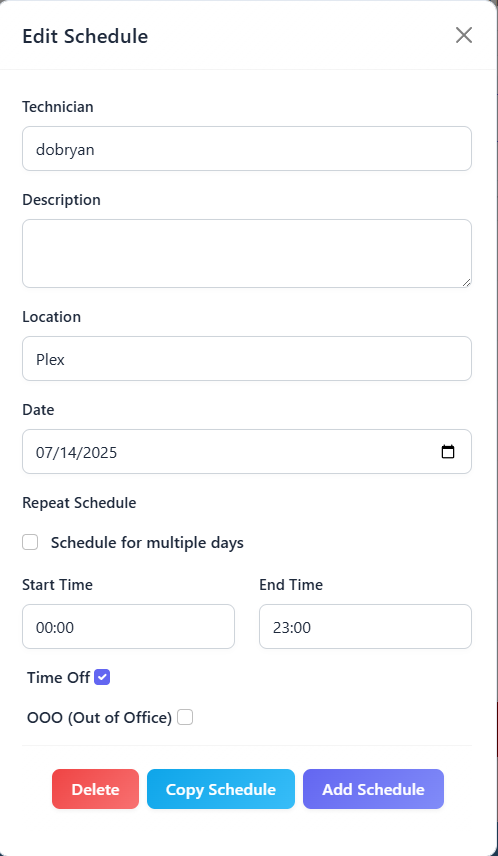 Edit Schedule
Technician
dobryan
Description
Location
Plex
Date
07/14/2025
Repeat Schedule
Schedule for multiple days
Start Time End Time
00:00 23:00
Time Off
OOO (Out of Office)
Delete Copy Schedule Add Schedule